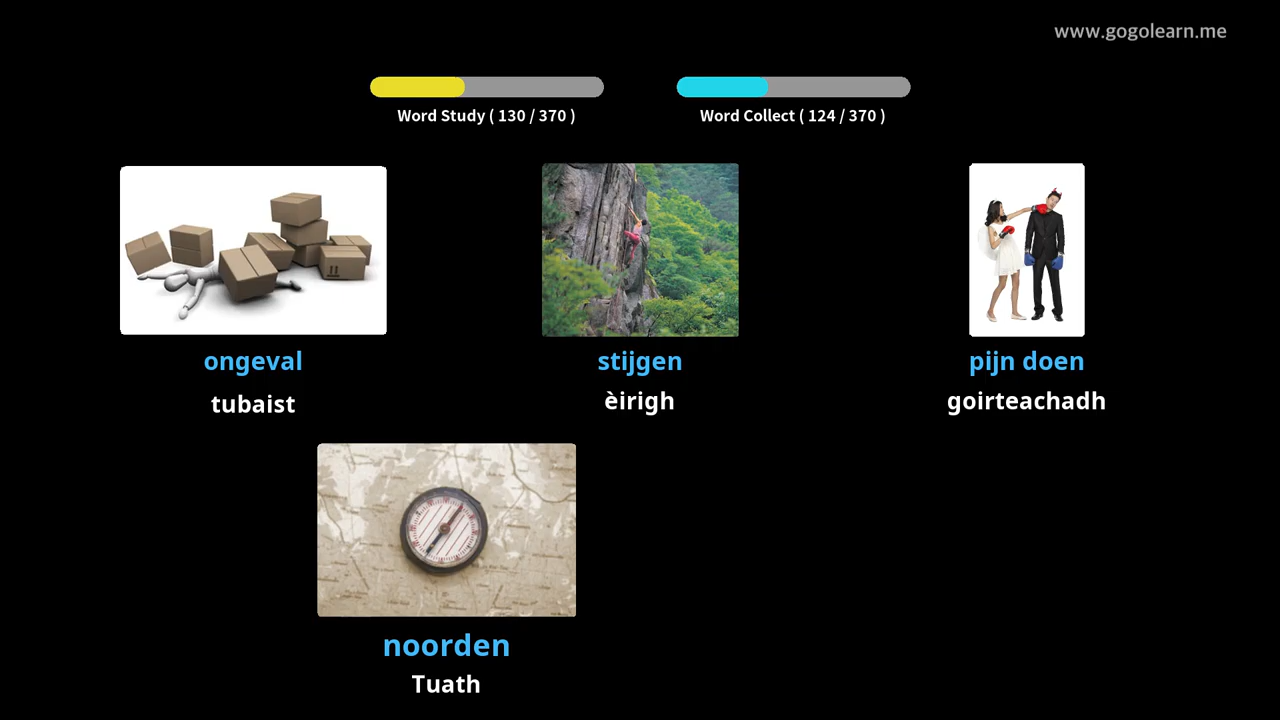 www.gogolearn.me
Word Study ( 130 / 370 )
Word Collect ( 124 / 370 )
ongeval
stijgen
pijn doen
tubaist
èirigh
goirteachadh
noorden
Tuath